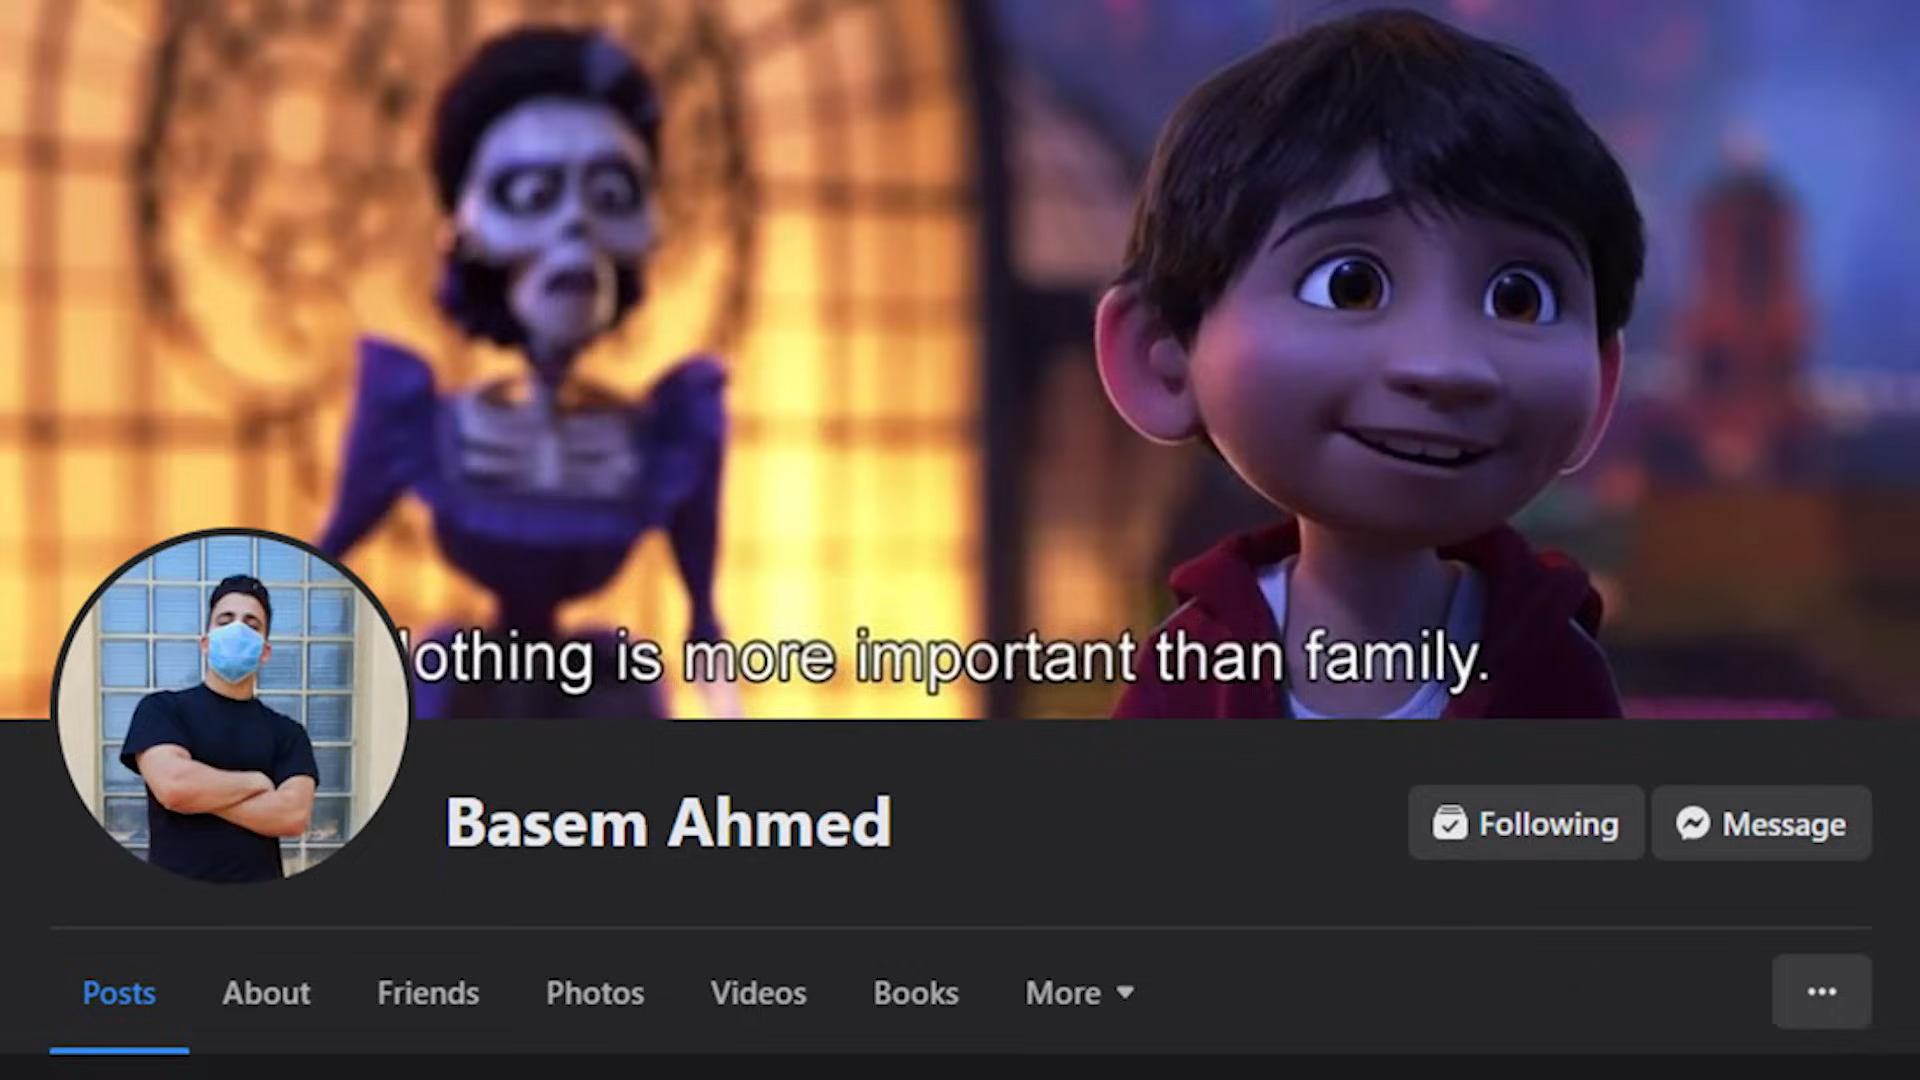 othing is more important than family.
Basem Ahmed
Following
Message
Posts About Friends Photos Videos Books More